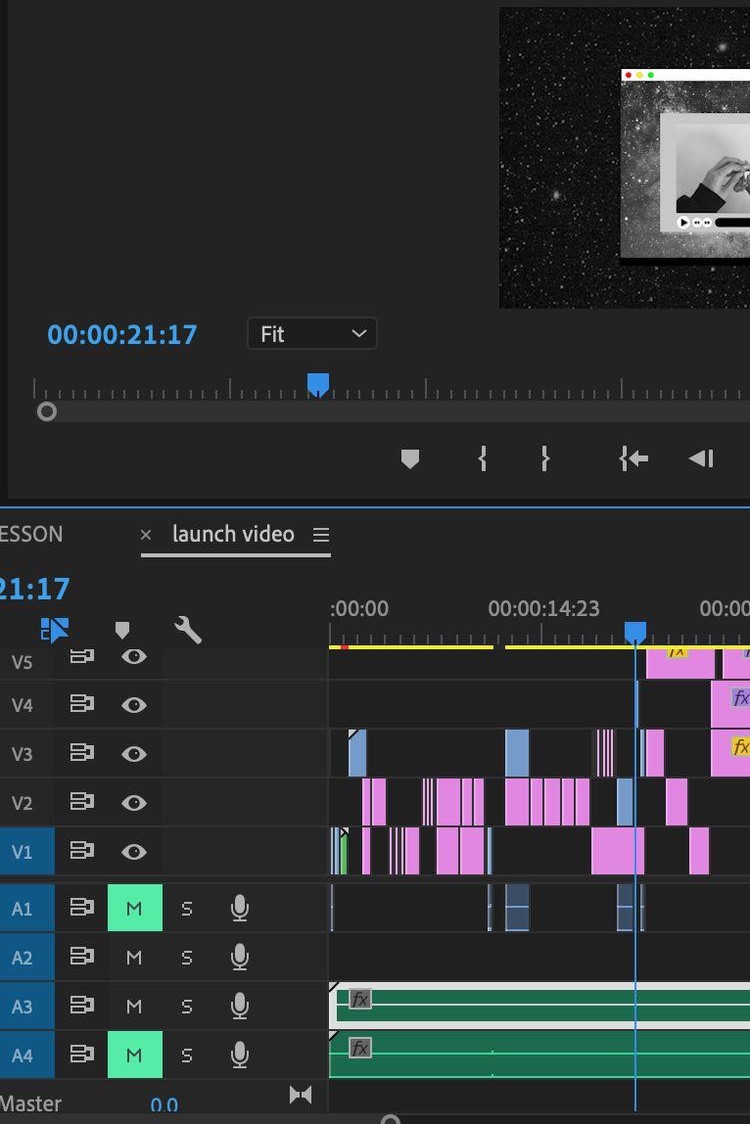 00:00:21:17 Fit
ESSON × launch video
21:17
:00:00 00:00:14:23 00:00
V5 fx
V4 fx
V3 fx
V2
V1
A1 M S
A2 M S
A3 M S fx
A4 M S fx
Master 0.0